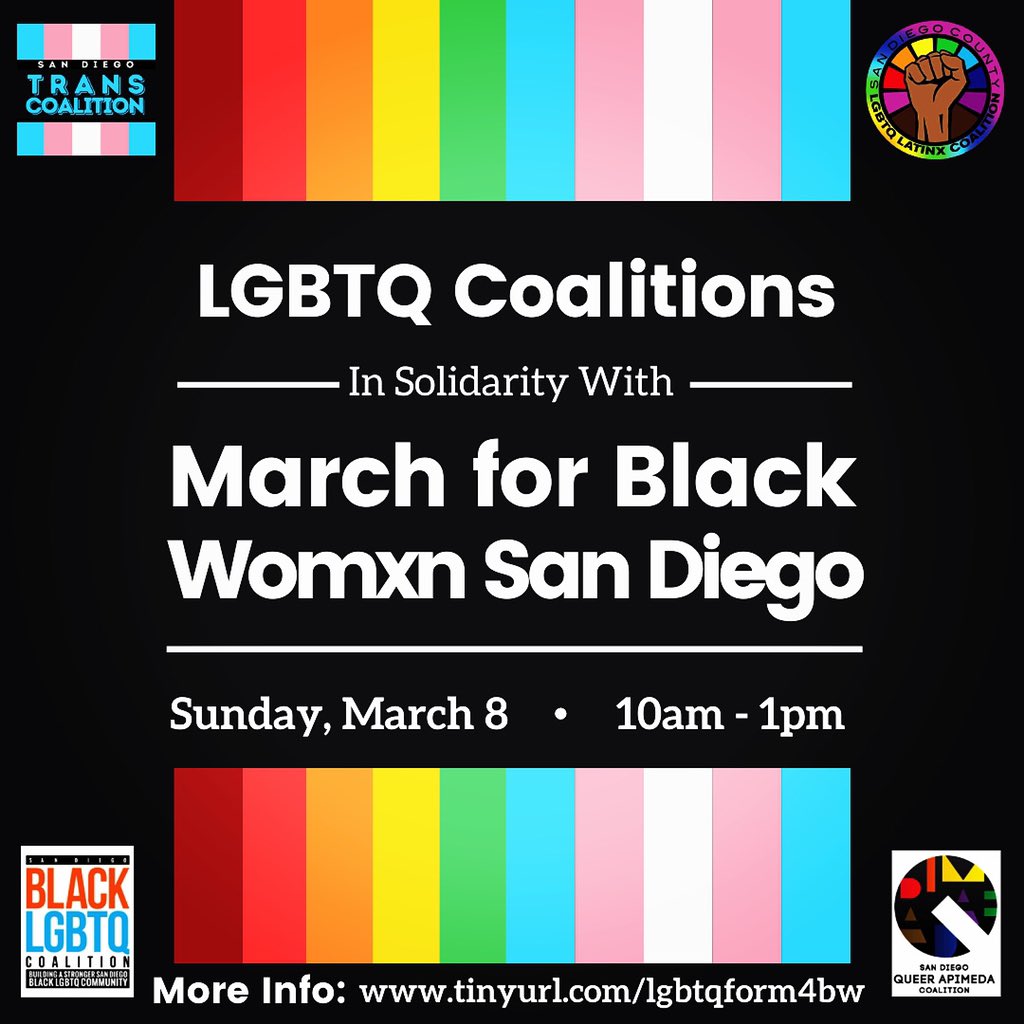 SAN DIEGO
TRANS
COALITION
SAN DIEGO COUNTY
LGBTQ LATINX COALITION
LGBTQ Coalitions
In Solidarity With
March for Black
Womxn San Diego
Sunday, March 8 • 10am - 1pm
SAN DIEGO
BLACK
LGBTQ
COALITION
BUILDING A STRONGER SAN DIEGO
BLACK LGBTQ COMMUNITY
SAN DIEGO
QUEER APIMEDA
COALITION
More Info: www.tinyurl.com/lgbtqform4bw